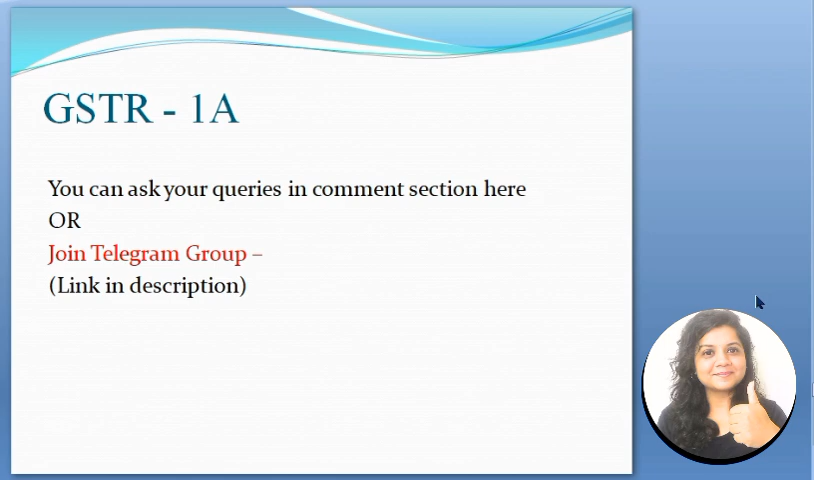 GSTR - 1A
You can ask your queries in comment section here
OR
Join Telegram Group –
(Link in description)